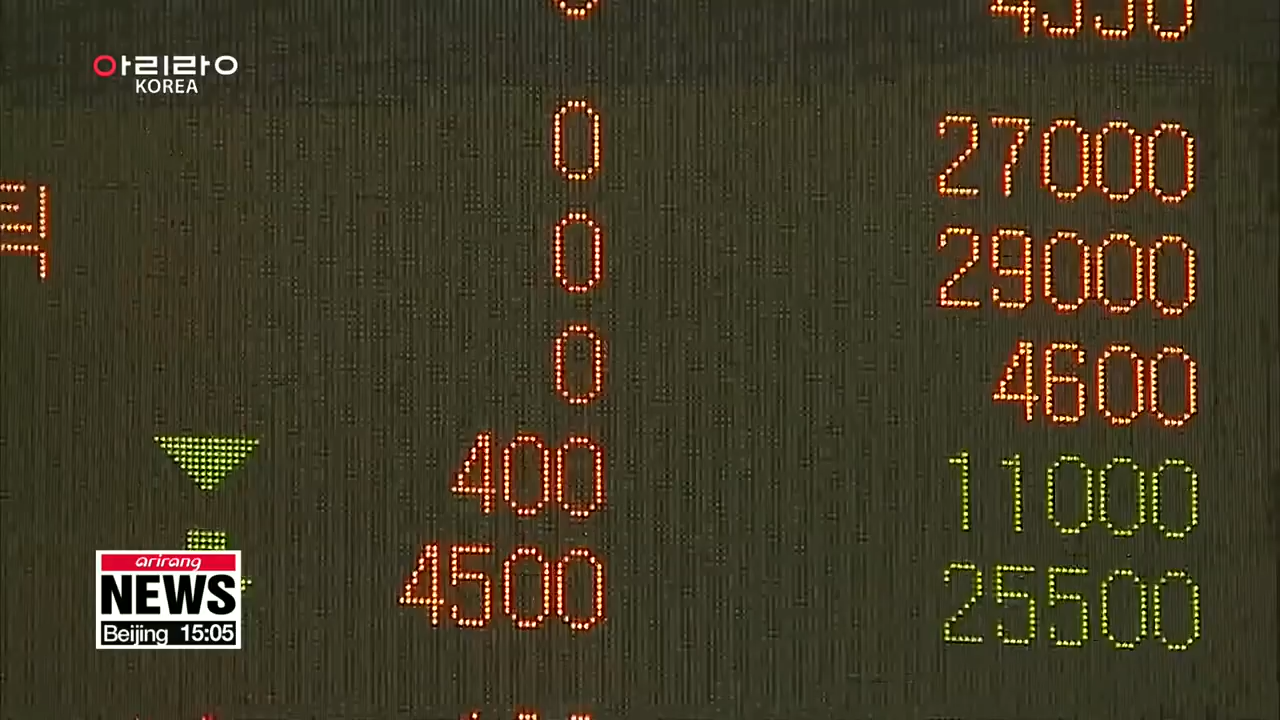 4550
아리랑
KOREA
0 27000
0 29000
0 4600
400 11000
4500 25500
arirang
NEWS
Beijing 15:05